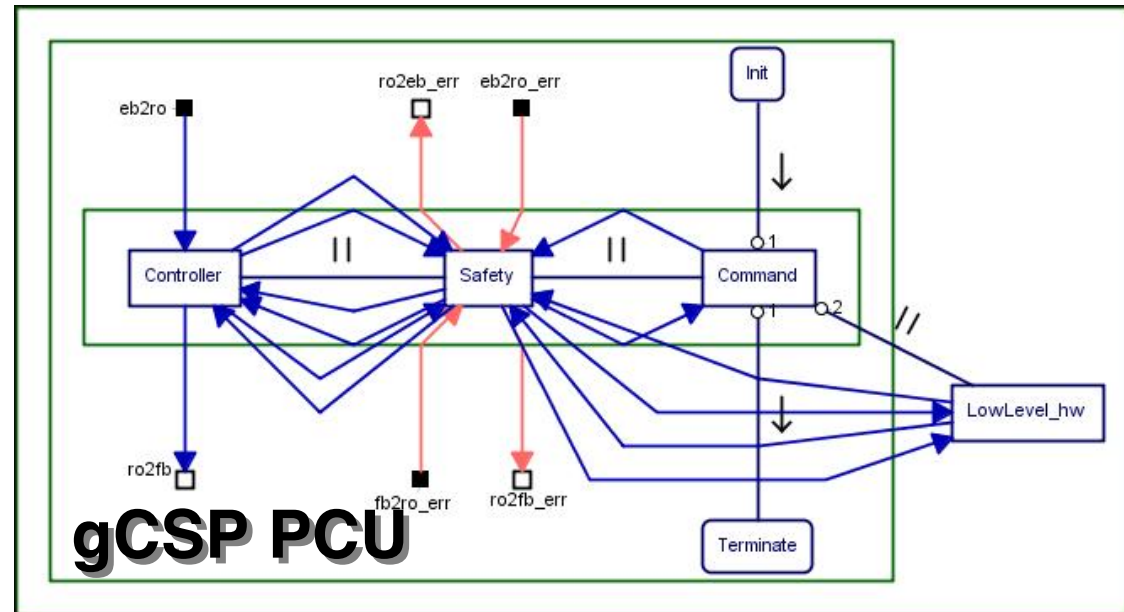 Init
ro2eb_err
eb2ro_err
eb2ro
↓
||
||
1
Controller
Safety
Command
1
2
//
LowLevel_hw
↓
ro2fb
fb2ro_err
ro2fb_err
gCSP PCU
Terminate